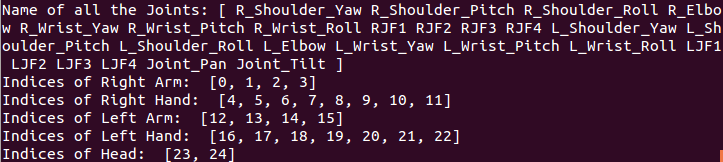 Name of all the Joints: [ R_Shoulder_Yaw R_Shoulder_Pitch R_Shoulder_Roll R_Elbo
w R_Wrist_Yaw R_Wrist_Pitch R_Wrist_Roll RJF1 RJF2 RJF3 RJF4 L_Shoulder_Yaw L_Sh
oulder_Pitch L_Shoulder_Roll L_Elbow L_Wrist_Yaw L_Wrist_Pitch L_Wrist_Roll LJF1
 LJF2 LJF3 LJF4 Joint_Pan Joint_Tilt ]
Indices of Right Arm:  [0, 1, 2, 3]
Indices of Right Hand:  [4, 5, 6, 7, 8, 9, 10, 11]
Indices of Left Arm:  [12, 13, 14, 15]
Indices of Left Hand:  [16, 17, 18, 19, 20, 21, 22]
Indices of Head:  [23, 24]